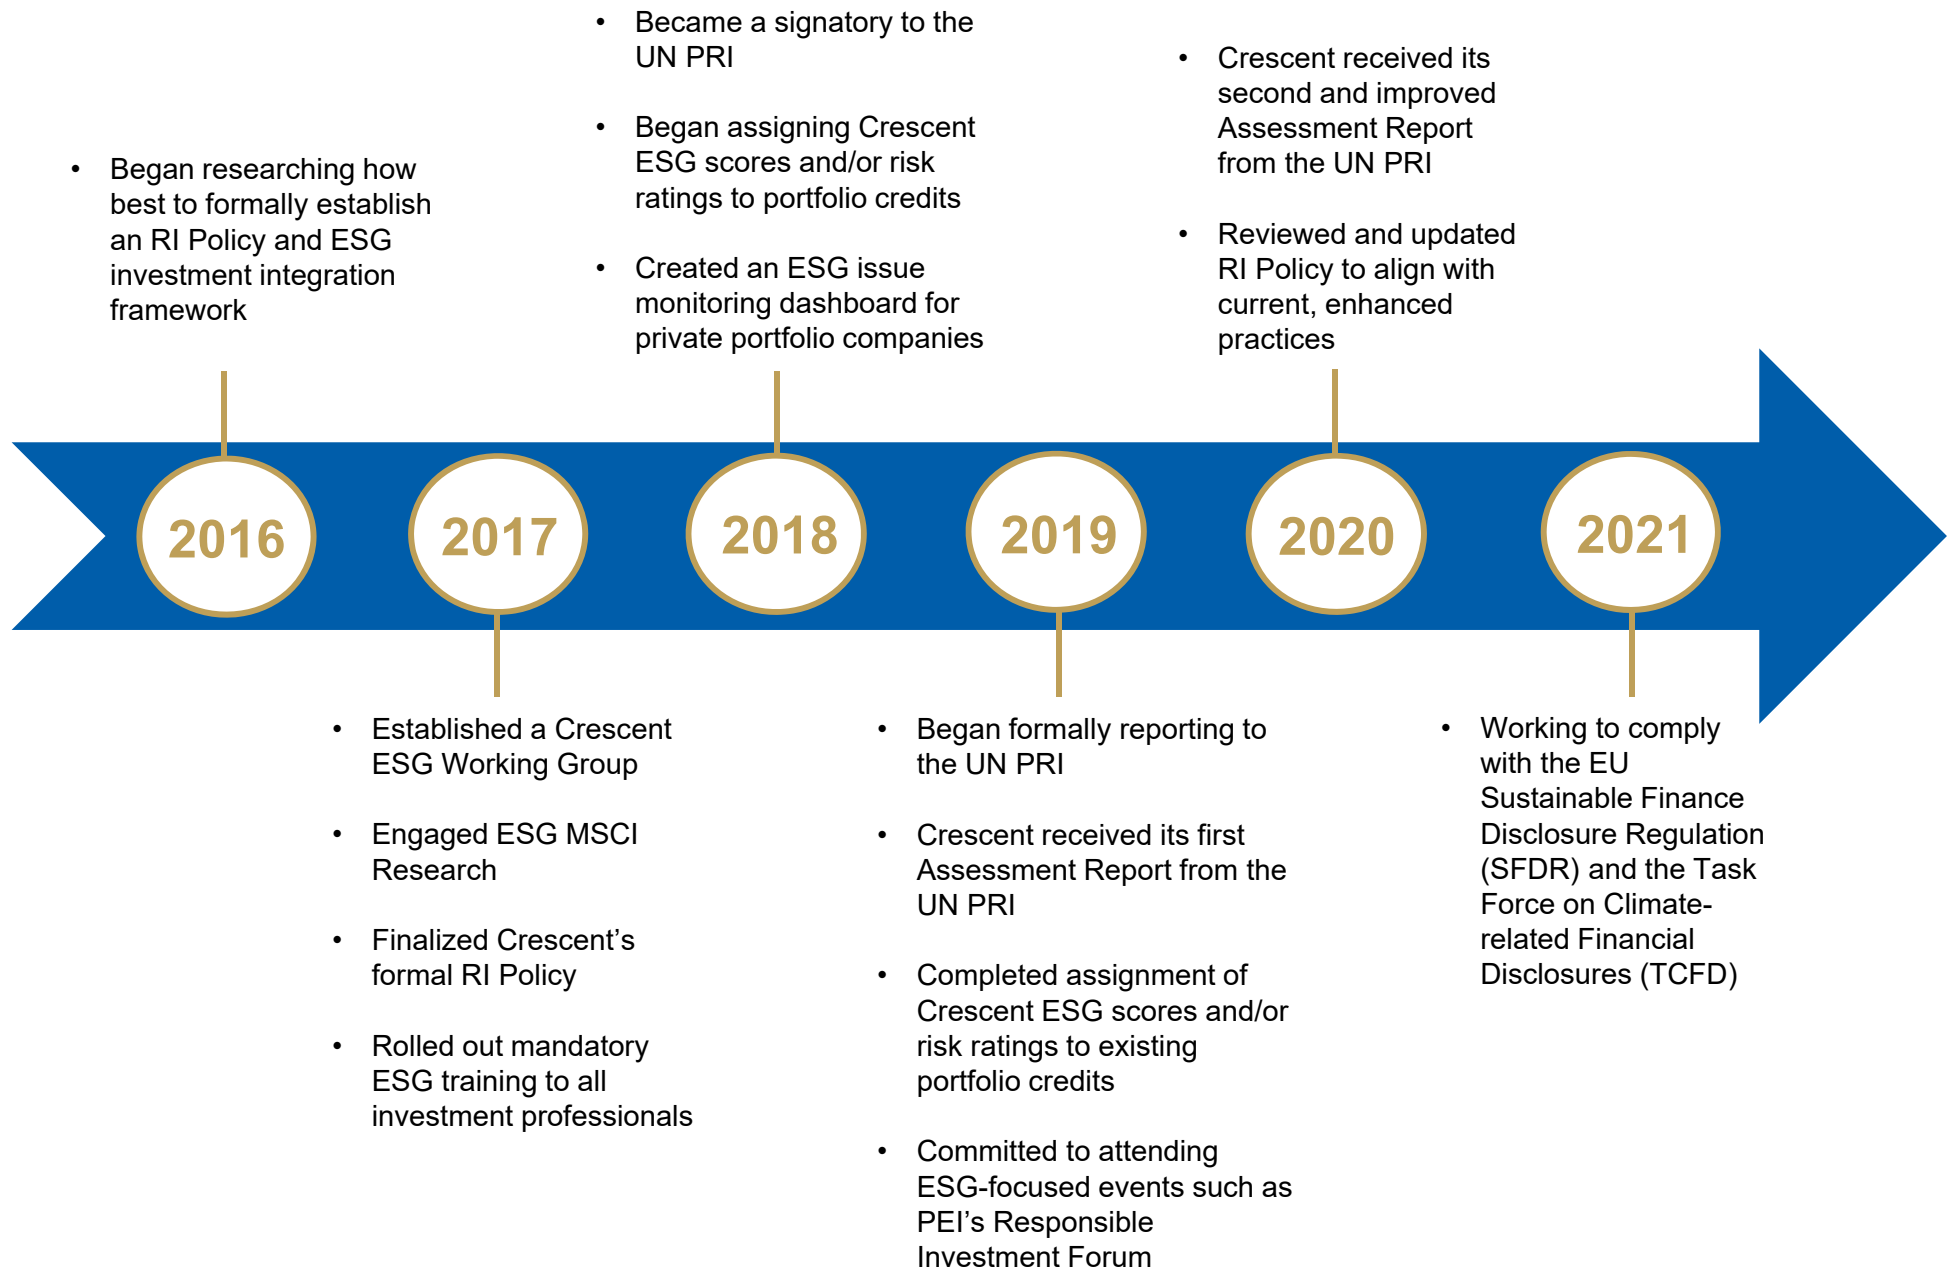 • Began researching how
best to formally establish
an RI Policy and ESG
investment integration
framework
• Became a signatory to the
UN PRI
• Began assigning Crescent
ESG scores and/or risk
ratings to portfolio credits
• Created an ESG issue
monitoring dashboard for
private portfolio companies
• Crescent received its
second and improved
Assessment Report
from the UN PRI
• Reviewed and updated
RI Policy to align with
current, enhanced
practices
2016
2017
2018
2019
2020
2021
• Established a Crescent
ESG Working Group
• Engaged ESG MSCI
Research
• Finalized Crescent’s
formal RI Policy
• Rolled out mandatory
ESG training to all
investment professionals
• Began formally reporting to
the UN PRI
• Crescent received its first
Assessment Report from the
UN PRI
• Completed assignment of
Crescent ESG scores and/or
risk ratings to existing
portfolio credits
• Committed to attending
ESG-focused events such as
PEI’s Responsible
Investment Forum
• Working to comply
with the EU
Sustainable Finance
Disclosure Regulation
(SFDR) and the Task
Force on Climate-
related Financial
Disclosures (TCFD)